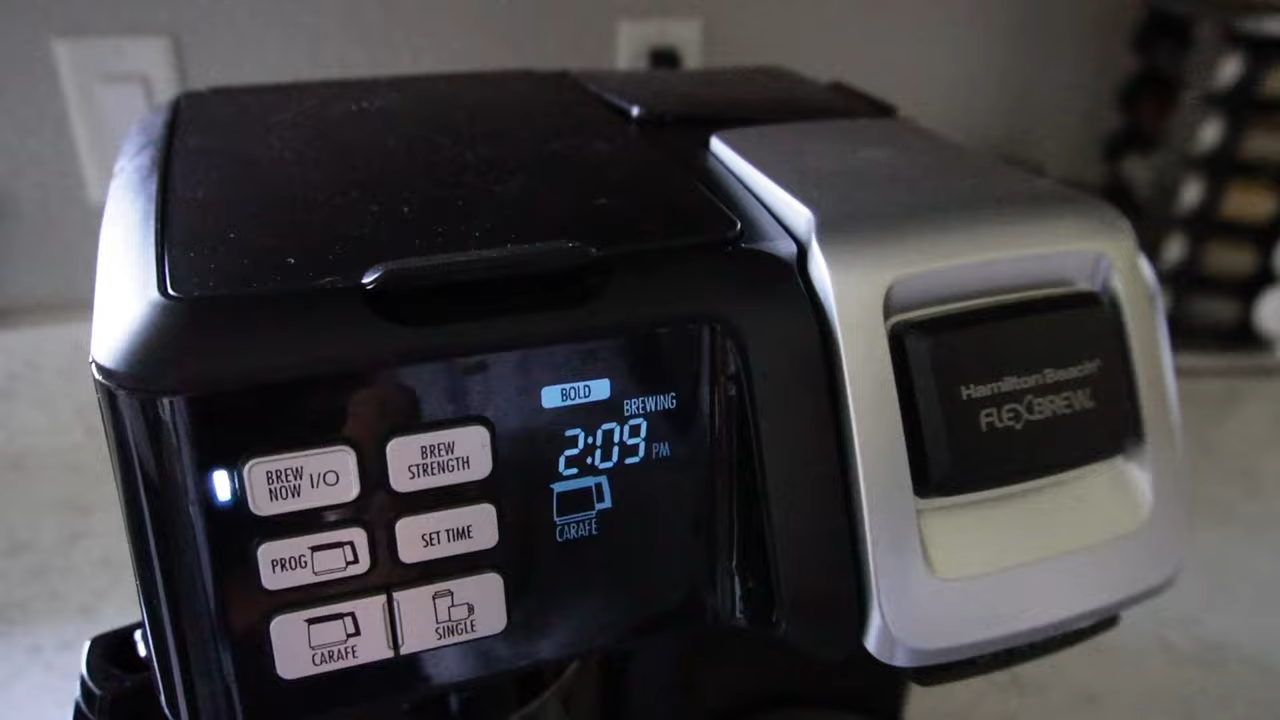 BOLD
BREWING
2:09 PM
CARAFE
BREW NOW I/O
BREW STRENGTH
PROG
SET TIME
CARAFE
SINGLE
Hamilton Beach
FLEXBREW.